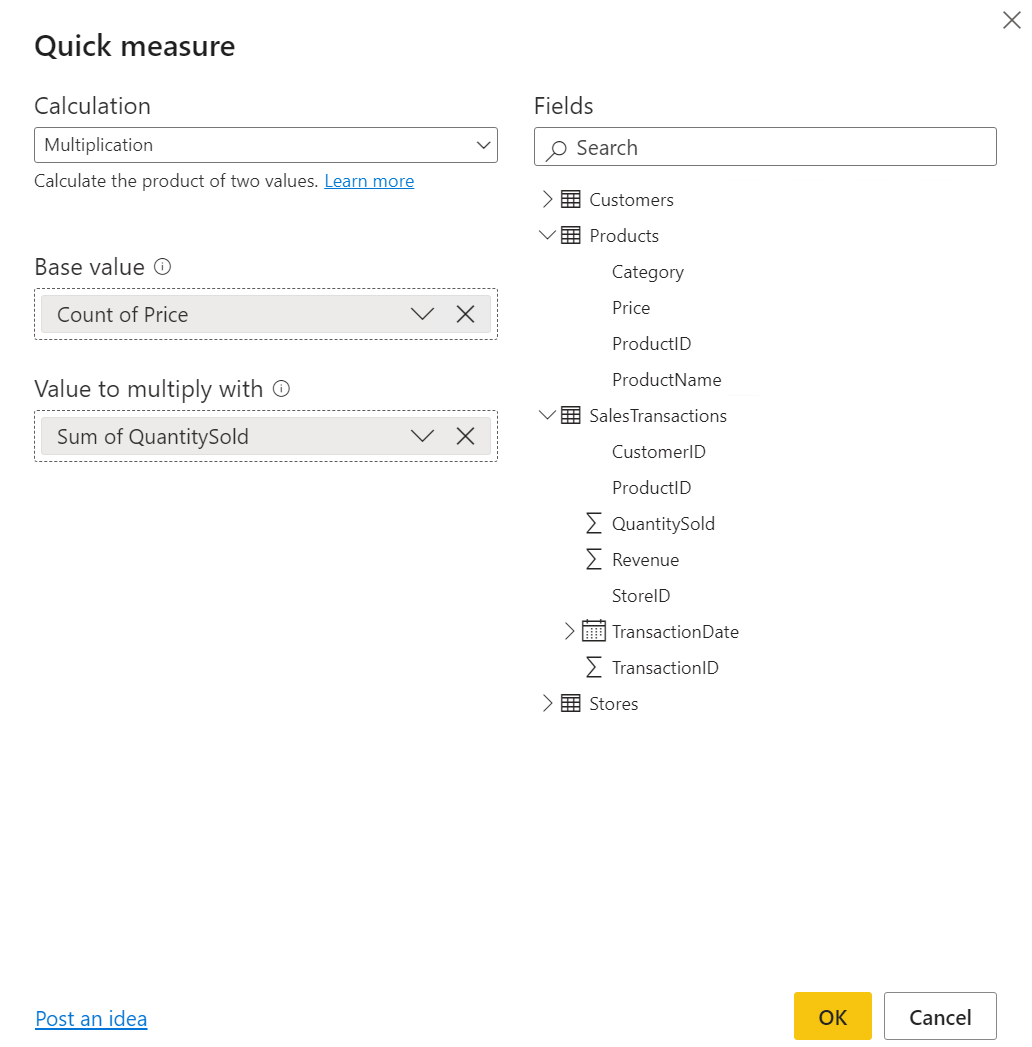 Quick measure
Calculation
Multiplication
Calculate the product of two values. Learn more
Base value
Count of Price
Value to multiply with
Sum of QuantitySold
Fields
Search
Customers
Products
Category
Price
ProductID
ProductName
SalesTransactions
CustomerID
ProductID
QuantitySold
Revenue
StoreID
TransactionDate
TransactionID
Stores
Post an idea
OK
Cancel